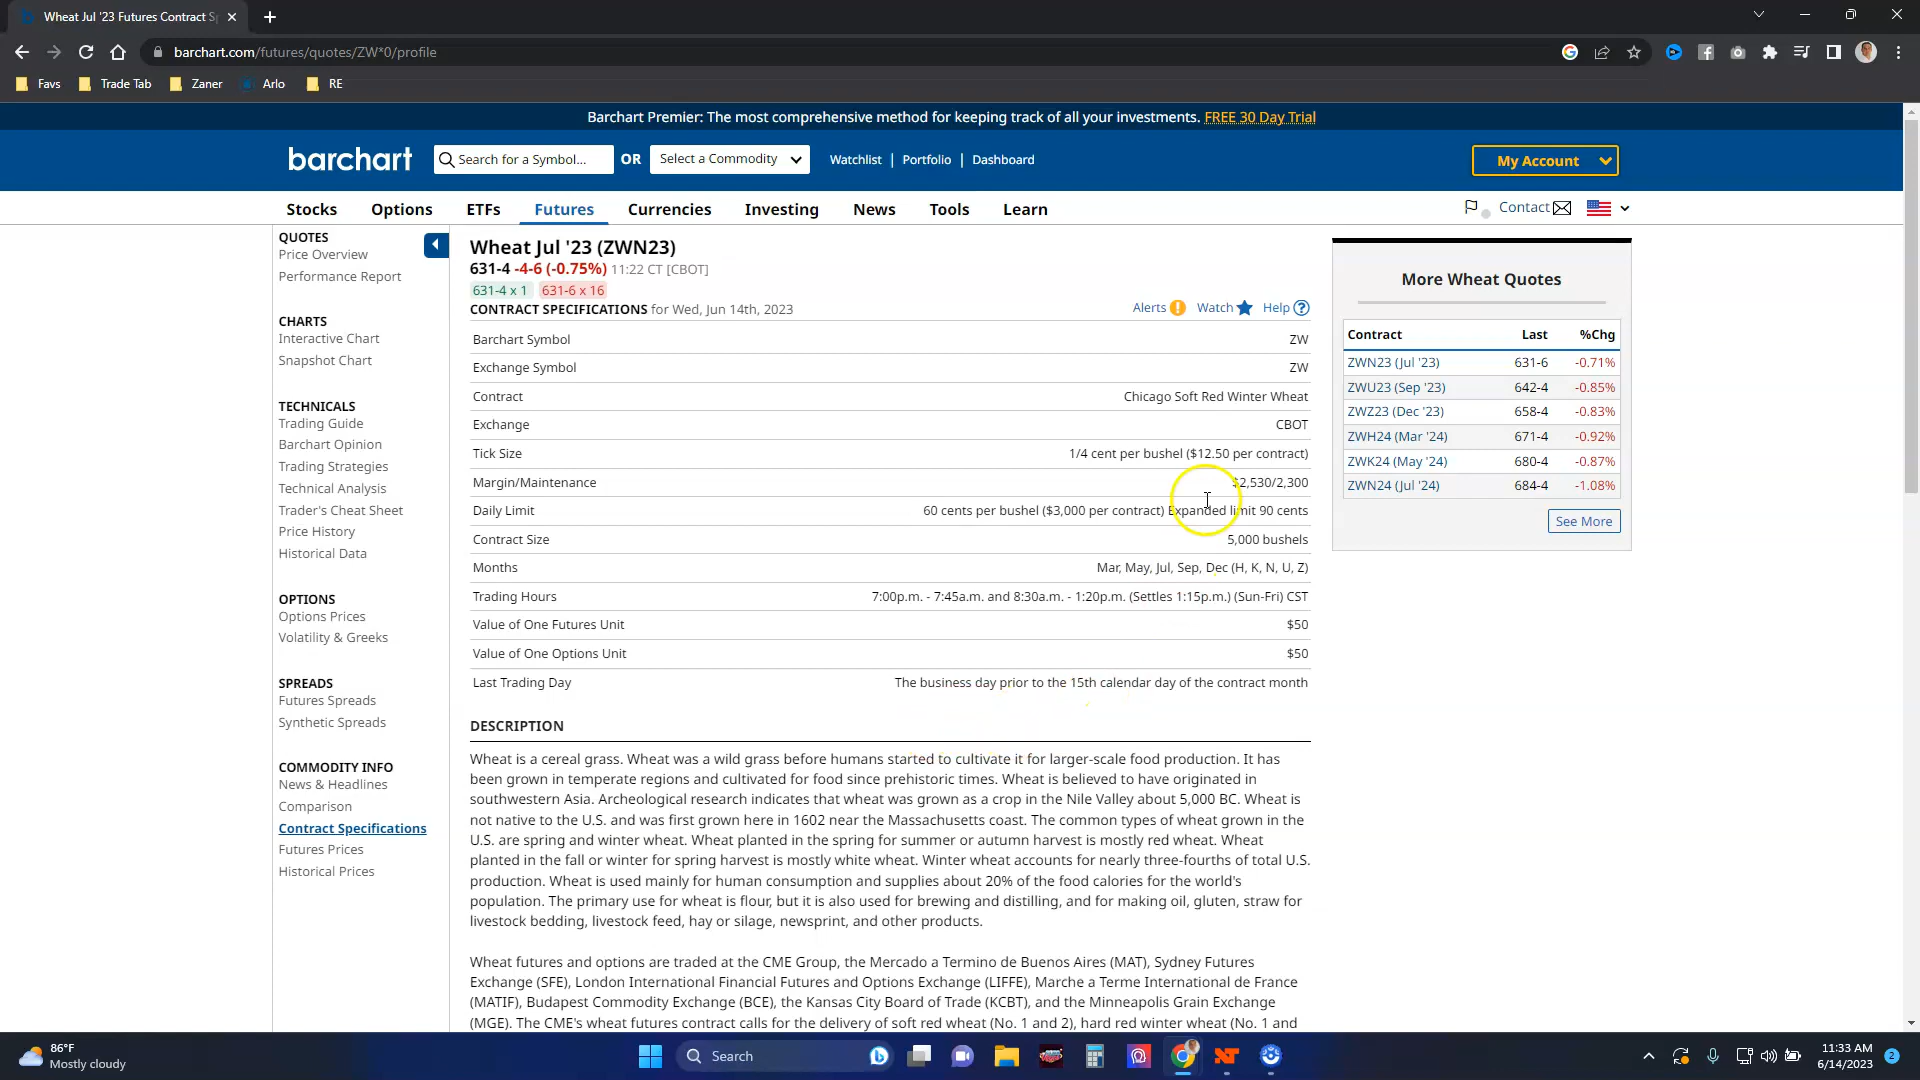 Wheat Jul '23 Futures Contract Sp
barchart.com/futures/quotes/ZW*0/profile
Favs Trade Tab Zaner Arlo RE
Barchart Premier: The most comprehensive method for keeping track of all your investments. FREE 30 Day Trial
barchart Search for a Symbol... OR Select a Commodity Watchlist | Portfolio | Dashboard My Account
Stocks Options ETFs Futures Currencies Investing News Tools Learn Contact
QUOTES
Price Overview
Performance Report
CHARTS
Interactive Chart
Snapshot Chart
TECHNICALS
Trading Guide
Barchart Opinion
Trading Strategies
Technical Analysis
Trader's Cheat Sheet
Price History
Historical Data
OPTIONS
Options Prices
Volatility & Greeks
SPREADS
Futures Spreads
Synthetic Spreads
COMMODITY INFO
News & Headlines
Comparison
Contract Specifications
Futures Prices
Historical Prices
Wheat Jul '23 (ZWN23)
631-4 -4-6 (-0.75%) 11:22 CT [CBOT]
631-4 x 1 631-6 x 16
CONTRACT SPECIFICATIONS for Wed, Jun 14th, 2023 Alerts Watch Help
Barchart Symbol ZW
Exchange Symbol ZW
Contract Chicago Soft Red Winter Wheat
Exchange CBOT
Tick Size 1/4 cent per bushel ($12.50 per contract)
Margin/Maintenance $2,530/2,300
Daily Limit 60 cents per bushel ($3,000 per contract) Expanded limit 90 cents
Contract Size 5,000 bushels
Months Mar, May, Jul, Sep, Dec (H, K, N, U, Z)
Trading Hours 7:00p.m. - 7:45a.m. and 8:30a.m. - 1:20p.m. (Settles 1:15p.m.) (Sun-Fri) CST
Value of One Futures Unit $50
Value of One Options Unit $50
Last Trading Day The business day prior to the 15th calendar day of the contract month
DESCRIPTION
Wheat is a cereal grass. Wheat was a wild grass before humans started to cultivate it for larger-scale food production. It has
been grown in temperate regions and cultivated for food since prehistoric times. Wheat is believed to have originated in
southwestern Asia. Archeological research indicates that wheat was grown as a crop in the Nile Valley about 5,000 BC. Wheat is
not native to the U.S. and was first grown here in 1602 near the Massachusetts coast. The common types of wheat grown in the
U.S. are spring and winter wheat. Wheat planted in the spring for summer or autumn harvest is mostly red wheat. Wheat
planted in the fall or winter for spring harvest is mostly white wheat. Winter wheat accounts for nearly three-fourths of total U.S.
production. Wheat is used mainly for human consumption and supplies about 20% of the food calories for the world's
population. The primary use for wheat is flour, but it is also used for brewing and distilling, and for making oil, gluten, straw for
livestock bedding, livestock feed, hay or silage, newsprint, and other products.
Wheat futures and options are traded at the CME Group, the Mercado a Termino de Buenos Aires (MAT), Sydney Futures
Exchange (SFE), London International Financial Futures and Options Exchange (LIFFE), Marche a Terme International de France
(MATIF), Budapest Commodity Exchange (BCE), the Kansas City Board of Trade (KCBT), and the Minneapolis Grain Exchange
(MGE). The CME's wheat futures contract calls for the delivery of soft red wheat (No. 1 and 2), hard red winter wheat (No. 1 and
More Wheat Quotes
Contract Last %Chg
ZWN23 (Jul '23) 631-6 -0.71%
ZWU23 (Sep '23) 642-4 -0.85%
ZWZ23 (Dec '23) 658-4 -0.83%
ZWH24 (Mar '24) 671-4 -0.92%
ZWK24 (May '24) 680-4 -0.87%
ZWN24 (Jul '24) 684-4 -1.08%
See More
86°F
Mostly cloudy
Search
11:33 AM
6/14/2023
2